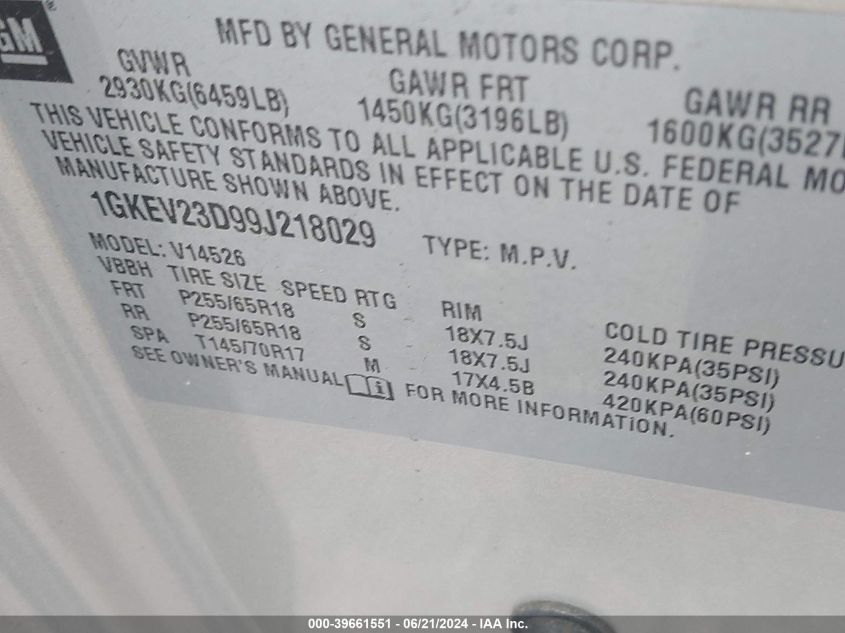 GM
MFD BY GENERAL MOTORS CORP.
GVWR GAWR FRT GAWR RR
2930KG(6459LB) 1450KG(3196LB) 1600KG(3527
THIS VEHICLE CONFORMS TO ALL APPLICABLE U.S. FEDERAL MO
VEHICLE SAFETY STANDARDS IN EFFECT ON THE DATE OF
MANUFACTURE SHOWN ABOVE.
1GKEV23D99J218029 TYPE: M.P.V.
MODEL: V14526
VBBH TIRE SIZE SPEED RTG RIM COLD TIRE PRESSU
FRT P255/65R18 S 18X7.5J 240KPA(35PSI)
RR P255/65R18 S 18X7.5J 240KPA(35PSI)
SPA T145/70R17 M 17X4.5B 420KPA(60PSI)
SEE OWNER'S MANUAL FOR MORE INFORMATION.
000-39661551 - 06/21/2024 - IAA Inc.